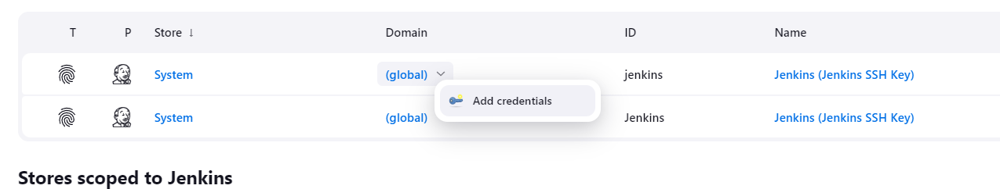 T P Store ↓ Domain ID Name
System (global) jenkins Jenkins (Jenkins SSH Key)
Add credentials
System (global) Jenkins Jenkins (Jenkins SSH Key)
Stores scoped to Jenkins